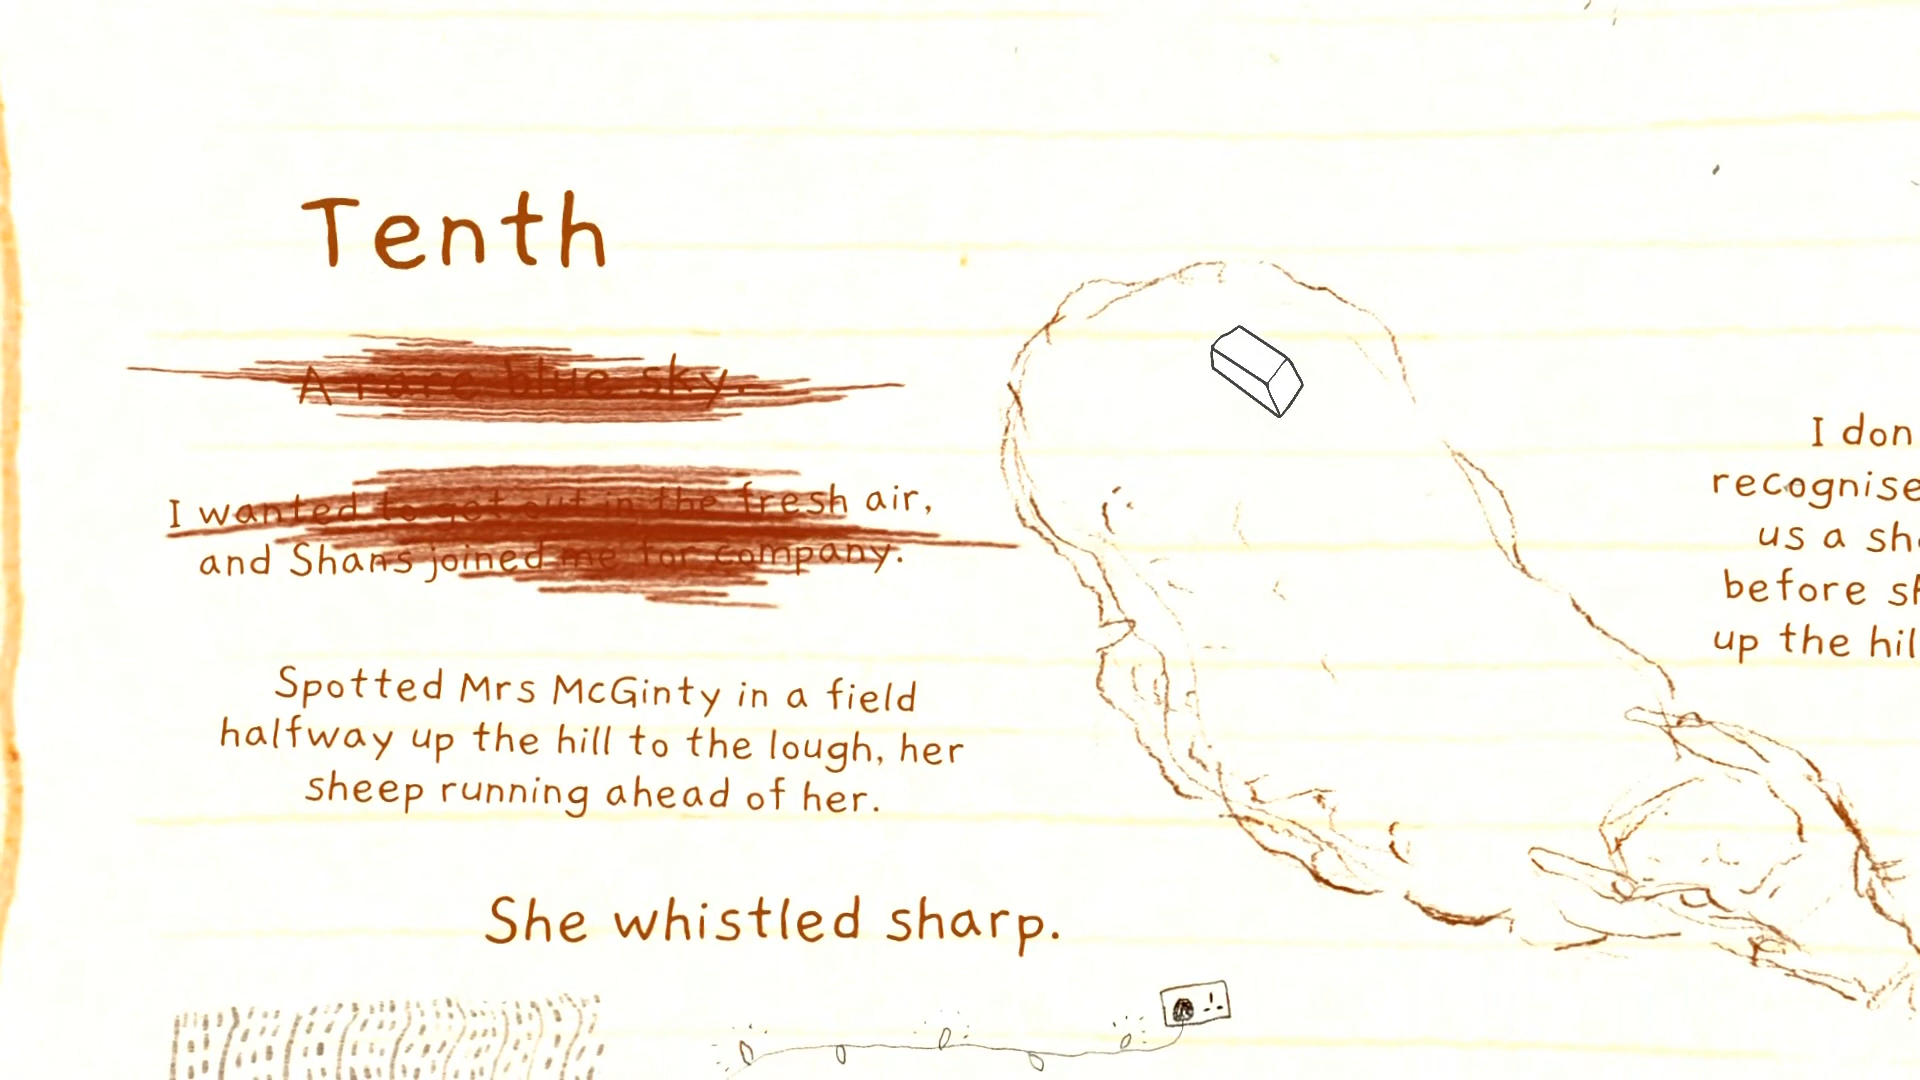 Tenth
A rare blue sky.
I wanted to get out in the fresh air,
and Shans joined me for company.
Spotted Mrs McGinty in a field
halfway up the hill to the lough, her
sheep running ahead of her.
She whistled sharp.
I don
recognise
us a sh
before sh
up the hil